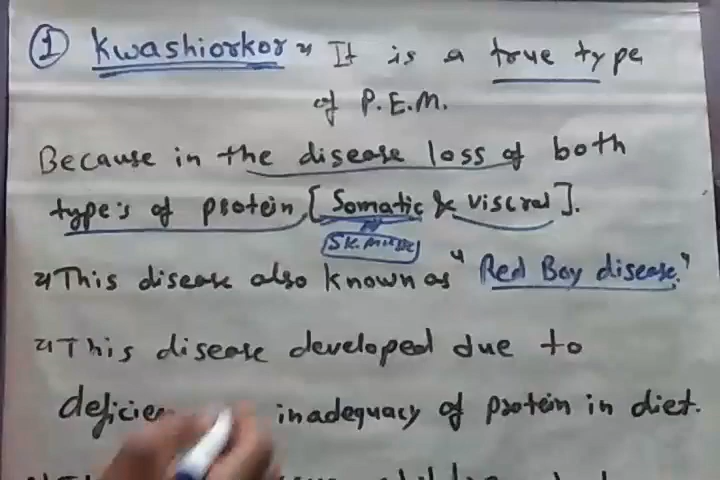 ① Kwashiorkor → It is a true type
of P.E.M.
Because in the disease loss of both
type's of protein [Somatic & viscral].
Sk. muscle
→ This disease also known as "Red Boy disease."
→ This disease developed due to
deficien inadequacy of protein in diet.